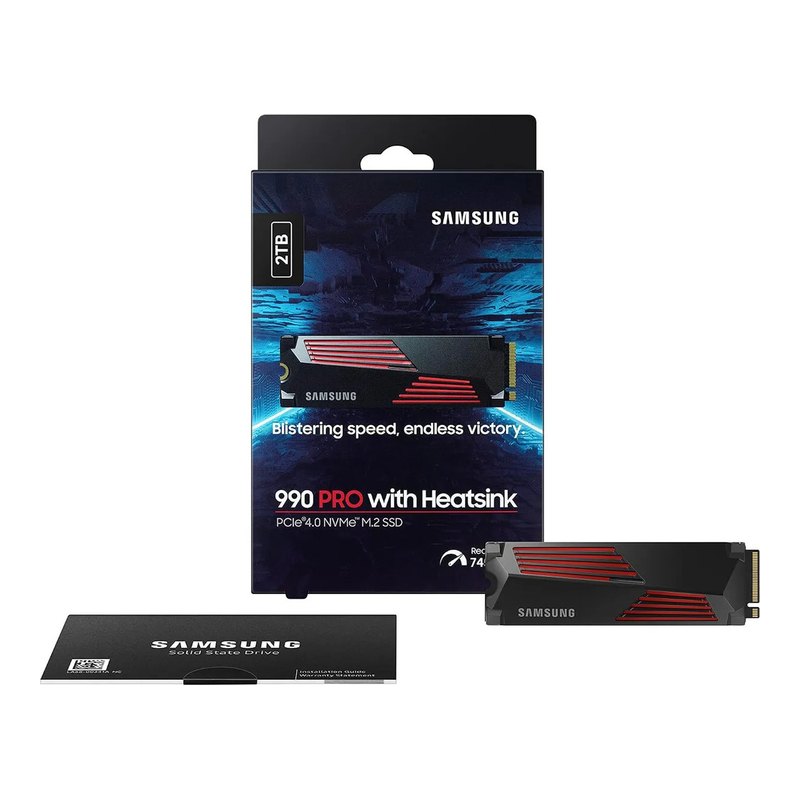 SAMSUNG
2TB
SAMSUNG
Blistering speed, endless victory.
990 PRO with Heatsink
PCIe®4.0 NVMe™ M.2 SSD
SAMSUNG
SAMSUNG
Solid State Drive
Installation Guide
Warranty Statement